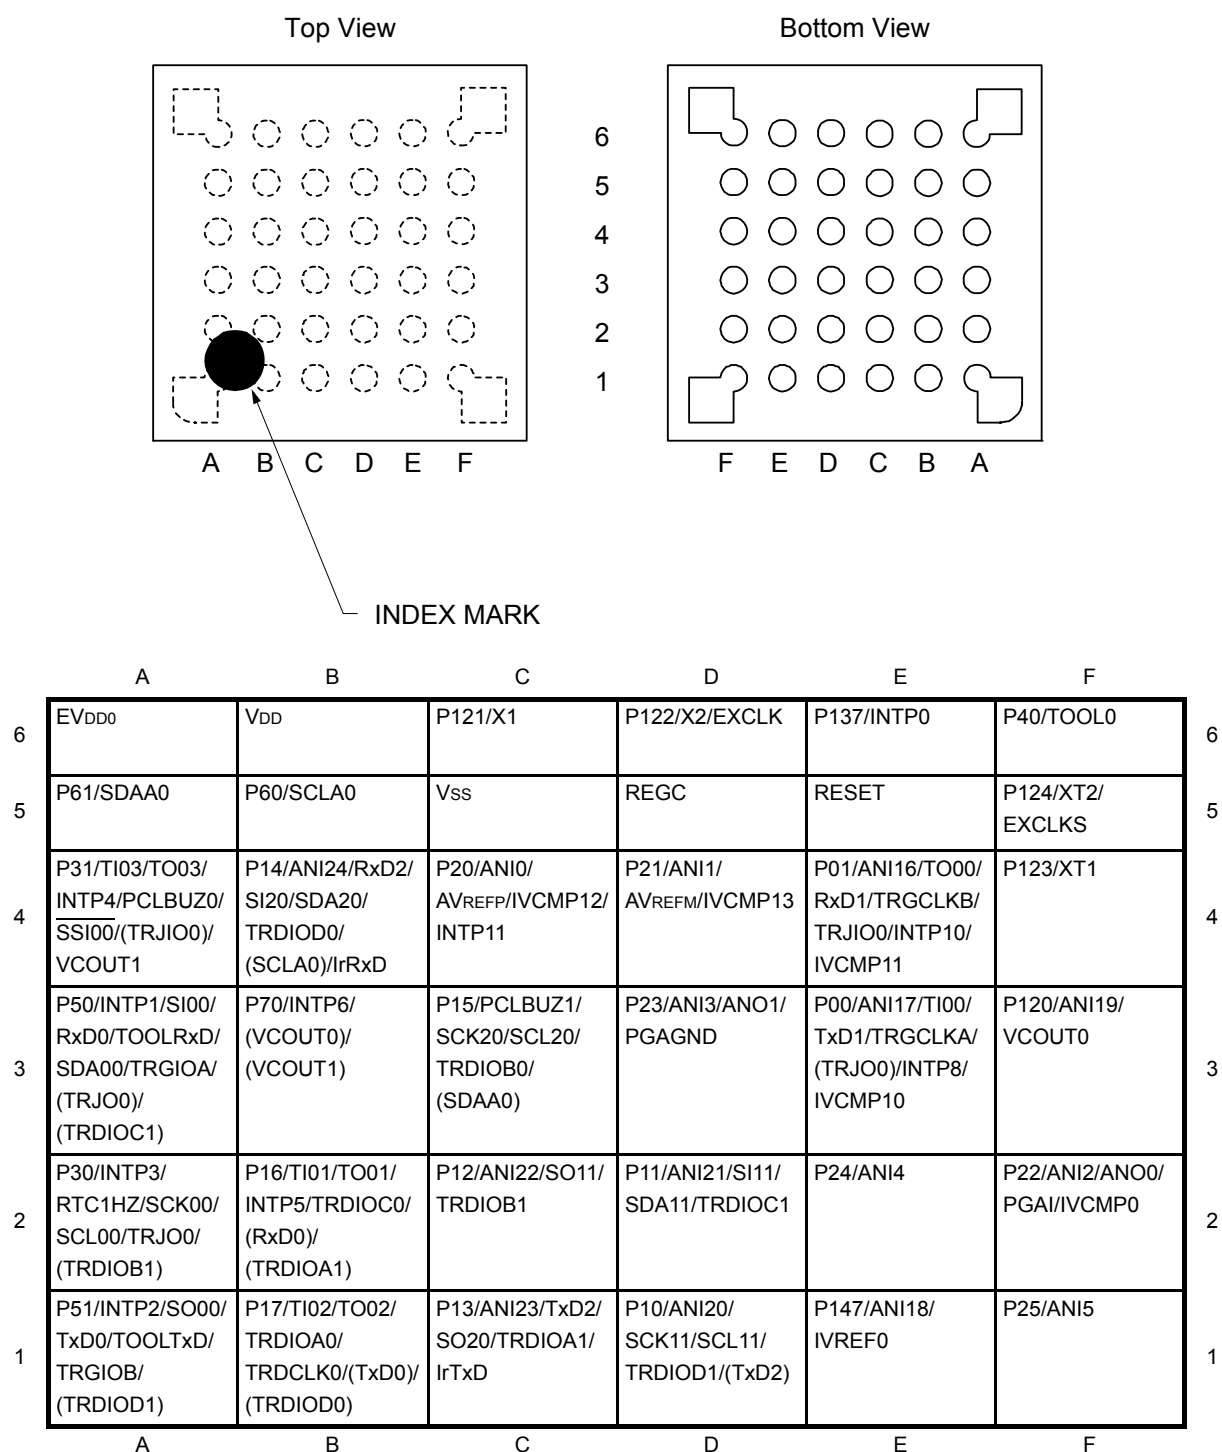 Top View
Bottom View
6
5
4
3
2
1
A B C D E F
F E D C B A
INDEX MARK
A B C D E F
6
EVDD0
VDD
P121/X1
P122/X2/EXCLK
P137/INTP0
P40/TOOL0
6
5
P61/SDAA0
P60/SCLA0
VSS
REGC
RESET
P124/XT2/
EXCLKS
5
4
P31/TI03/TO03/
INTP4/PCLBUZ0/
SSI00/(TRJIO0)/
VCOUT1
P14/ANI24/RxD2/
SI20/SDA20/
TRDIOD0/
(SCLA0)/IrRxD
P20/ANI0/
AVREFP/IVCMP12/
INTP11
P21/ANI1/
AVREFM/IVCMP13
P01/ANI16/TO00/
RxD1/TRGCLKB/
TRJIO0/INTP10/
IVCMP11
P123/XT1
4
3
P50/INTP1/SI00/
RxD0/TOOLRxD/
SDA00/TRGIOA/
(TRJO0)/
(TRDIOC1)
P70/INTP6/
(VCOUT0)/
(VCOUT1)
P15/PCLBUZ1/
SCK20/SCL20/
TRDIOB0/
(SDAA0)
P23/ANI3/ANO1/
PGAGND
P00/ANI17/TI00/
TxD1/TRGCLKA/
(TRJO0)/INTP8/
IVCMP10
P120/ANI19/
VCOUT0
3
2
P30/INTP3/
RTC1HZ/SCK00/
SCL00/TRJO0/
(TRDIOB1)
P16/TI01/TO01/
INTP5/TRDIOC0/
(RxD0)/
(TRDIOA1)
P12/ANI22/SO11/
TRDIOB1
P11/ANI21/SI11/
SDA11/TRDIOC1
P24/ANI4
P22/ANI2/ANO0/
PGAI/IVCMP0
2
1
P51/INTP2/SO00/
TxD0/TOOLTxD/
TRGIOB/
(TRDIOD1)
P17/TI02/TO02/
TRDIOA0/
TRDCLK0/(TxD0)/
(TRDIOD0)
P13/ANI23/TxD2/
SO20/TRDIOA1/
IrTxD
P10/ANI20/
SCK11/SCL11/
TRDIOD1/(TxD2)
P147/ANI18/
IVREF0
P25/ANI5
1
A B C D E F